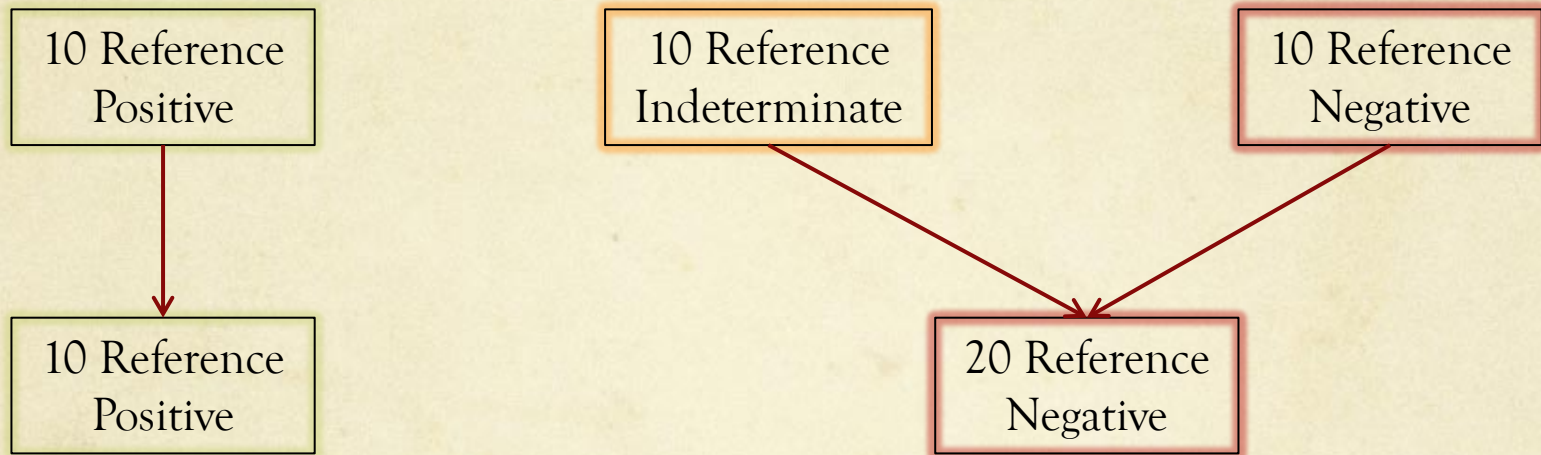 10 Reference
Positive
10 Reference
Indeterminate
10 Reference
Negative
10 Reference
Positive
20 Reference
Negative